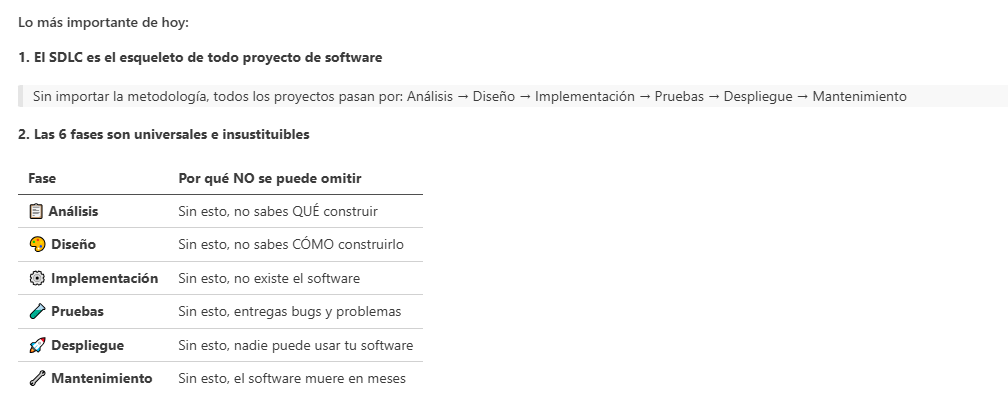 Lo más importante de hoy:
1. El SDLC es el esqueleto de todo proyecto de software
Sin importar la metodología, todos los proyectos pasan por: Análisis → Diseño → Implementación → Pruebas → Despliegue → Mantenimiento
2. Las 6 fases son universales e insustituibles
Fase Por qué NO se puede omitir
Análisis Sin esto, no sabes QUÉ construir
Diseño Sin esto, no sabes CÓMO construirlo
Implementación Sin esto, no existe el software
Pruebas Sin esto, entregas bugs y problemas
Despliegue Sin esto, nadie puede usar tu software
Mantenimiento Sin esto, el software muere en meses